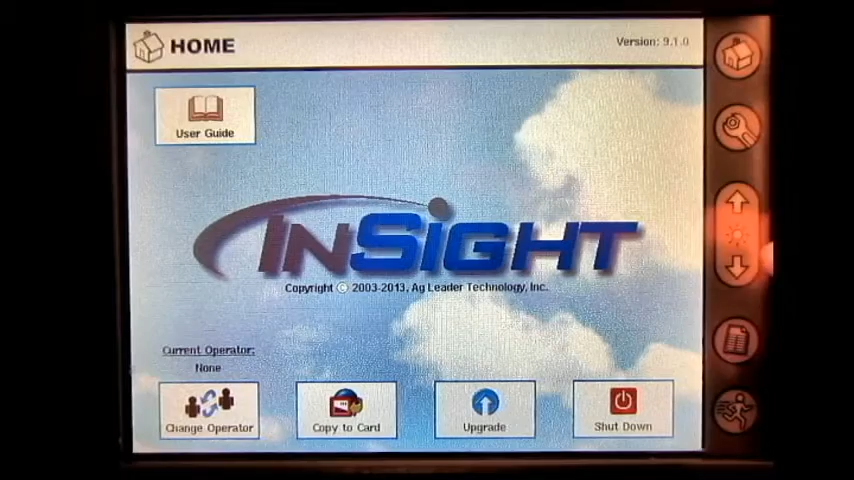 HOME
Version: 9.1.0
User Guide
INSIGHT
Copyright © 2003-2013, Ag Leader Technology, Inc.
Current Operator:
None
Change Operator
Copy to Card
Upgrade
Shut Down